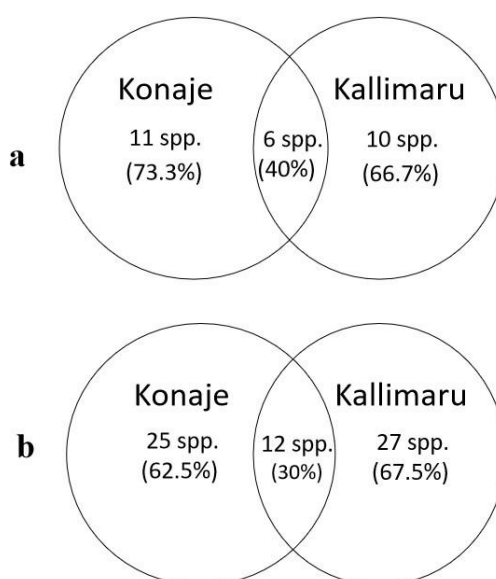 Konaje Kallimaru
11 spp. 6 spp. 10 spp.
(73.3%) (40%) (66.7%)
a
Konaje Kallimaru
25 spp. 12 spp. 27 spp.
(62.5%) (30%) (67.5%)
b